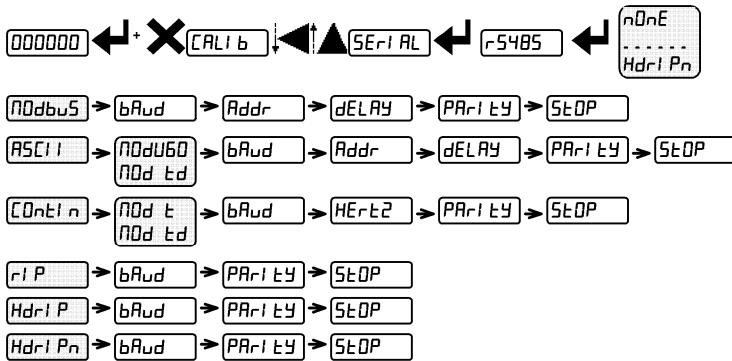 000000 + CALIb SErIAL rS485 nOnE
------
HdrIPn
MOdbuS bAud Addr dELAY PArItY StOP
ASCII MOdU60 bAud Addr dELAY PArItY StOP
MOd td
COntIn MOd t bAud HErtZ PArItY StOP
MOd td
rIP bAud PArItY StOP
HdrIP bAud PArItY StOP
HdrIPn bAud PArItY StOP